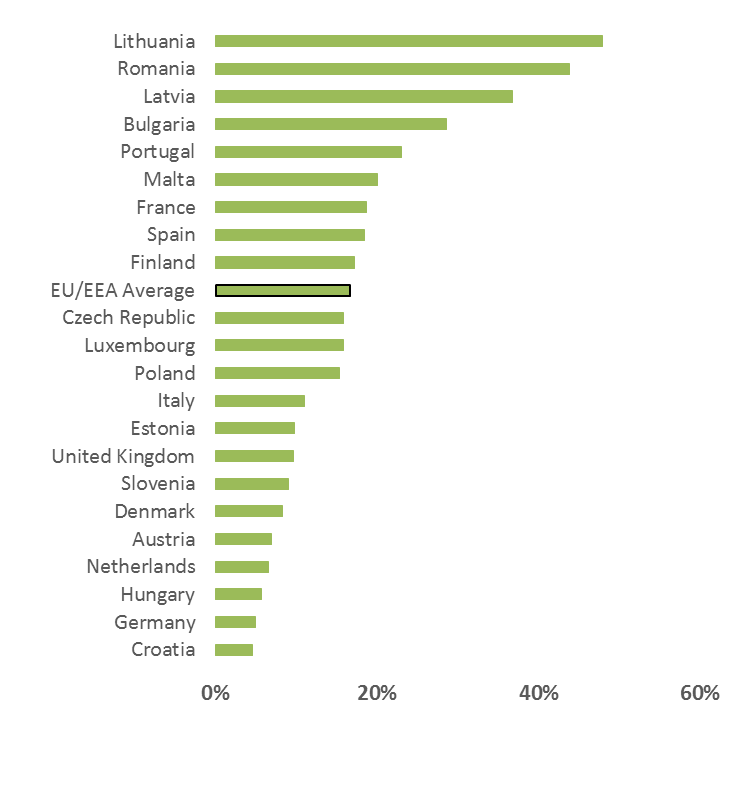 Lithuania
Romania
Latvia
Bulgaria
Portugal
Malta
France
Spain
Finland
EU/EEA Average
Czech Republic
Luxembourg
Poland
Italy
Estonia
United Kingdom
Slovenia
Denmark
Austria
Netherlands
Hungary
Germany
Croatia
0% 20% 40% 60%